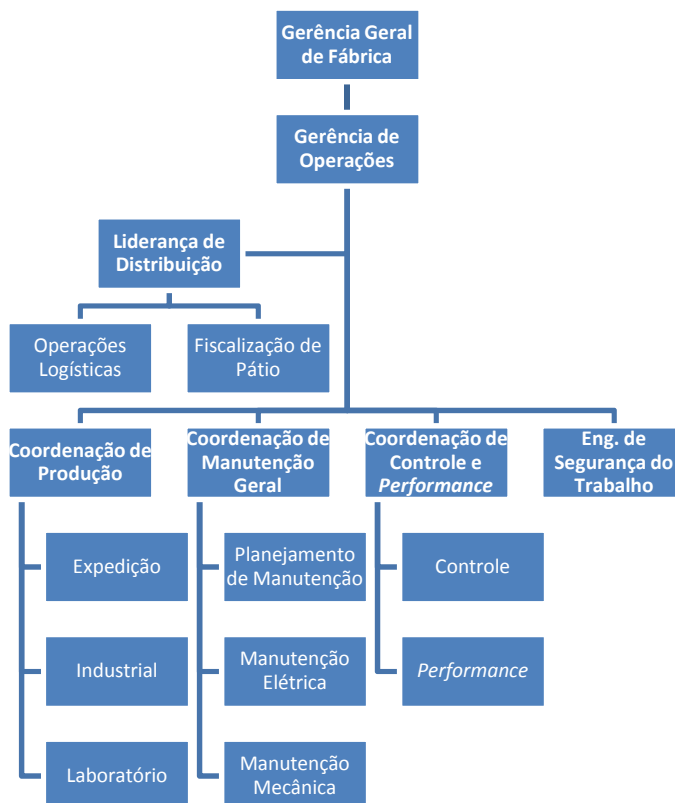 Gerência Geral
de Fábrica
Gerência de
Operações
Liderança de
Distribuição
Operações
Logísticas
Fiscalização de
Pátio
Coordenação de
Produção
Coordenação de
Manutenção
Geral
Coordenação de
Controle e
Performance
Eng. de
Segurança do
Trabalho
Expedição
Industrial
Laboratório
Planejamento
de Manutenção
Manutenção
Elétrica
Manutenção
Mecânica
Controle
Performance